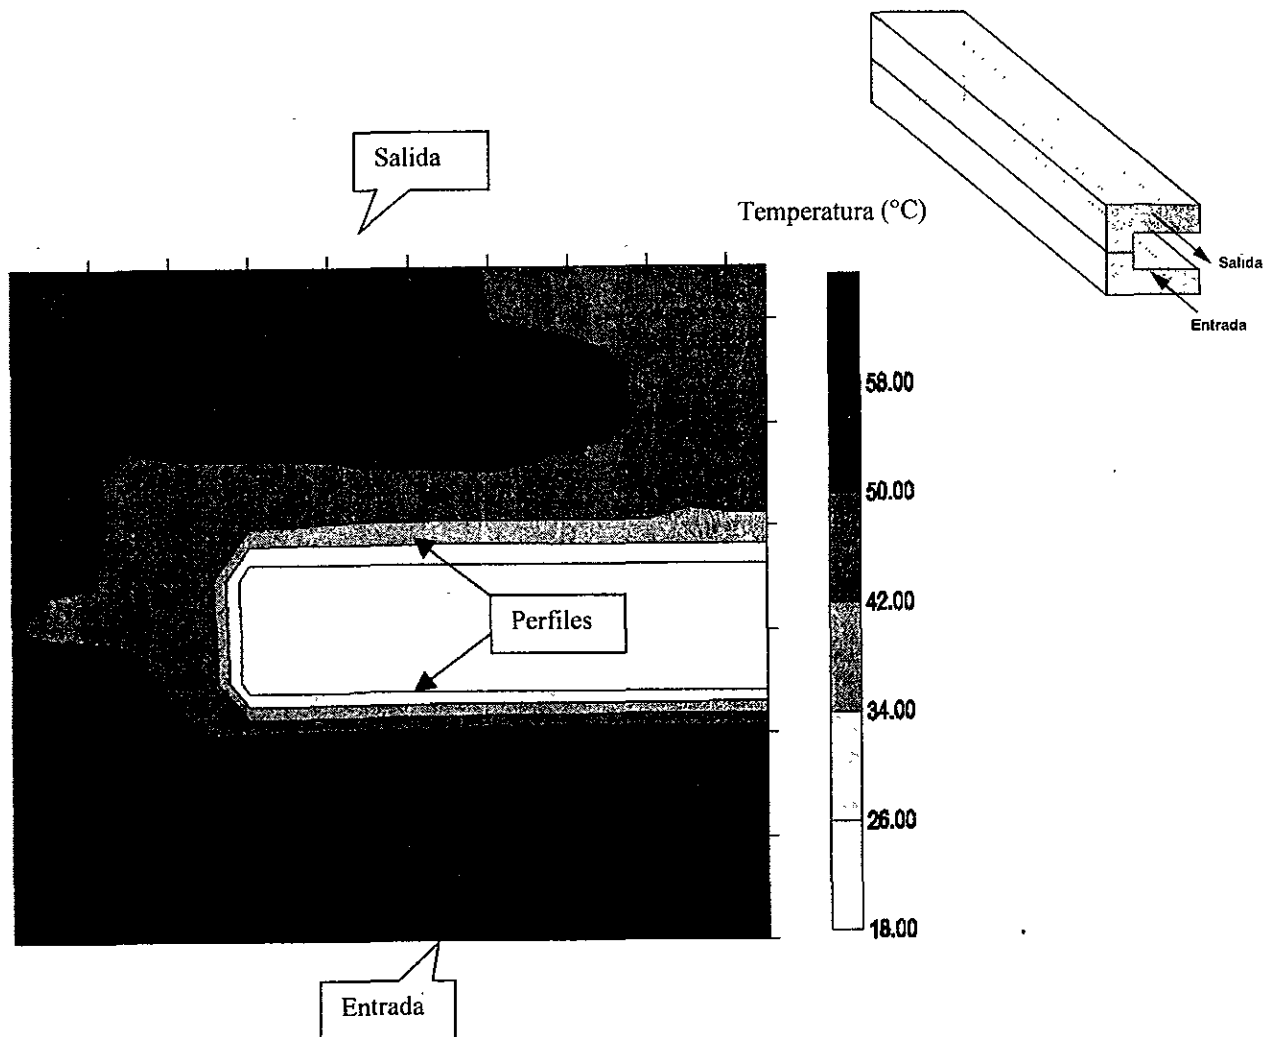 Salida
Temperatura (°C)
Salida
Entrada
58.00
50.00
42.00
34.00
26.00
18.00
Perfiles
Entrada